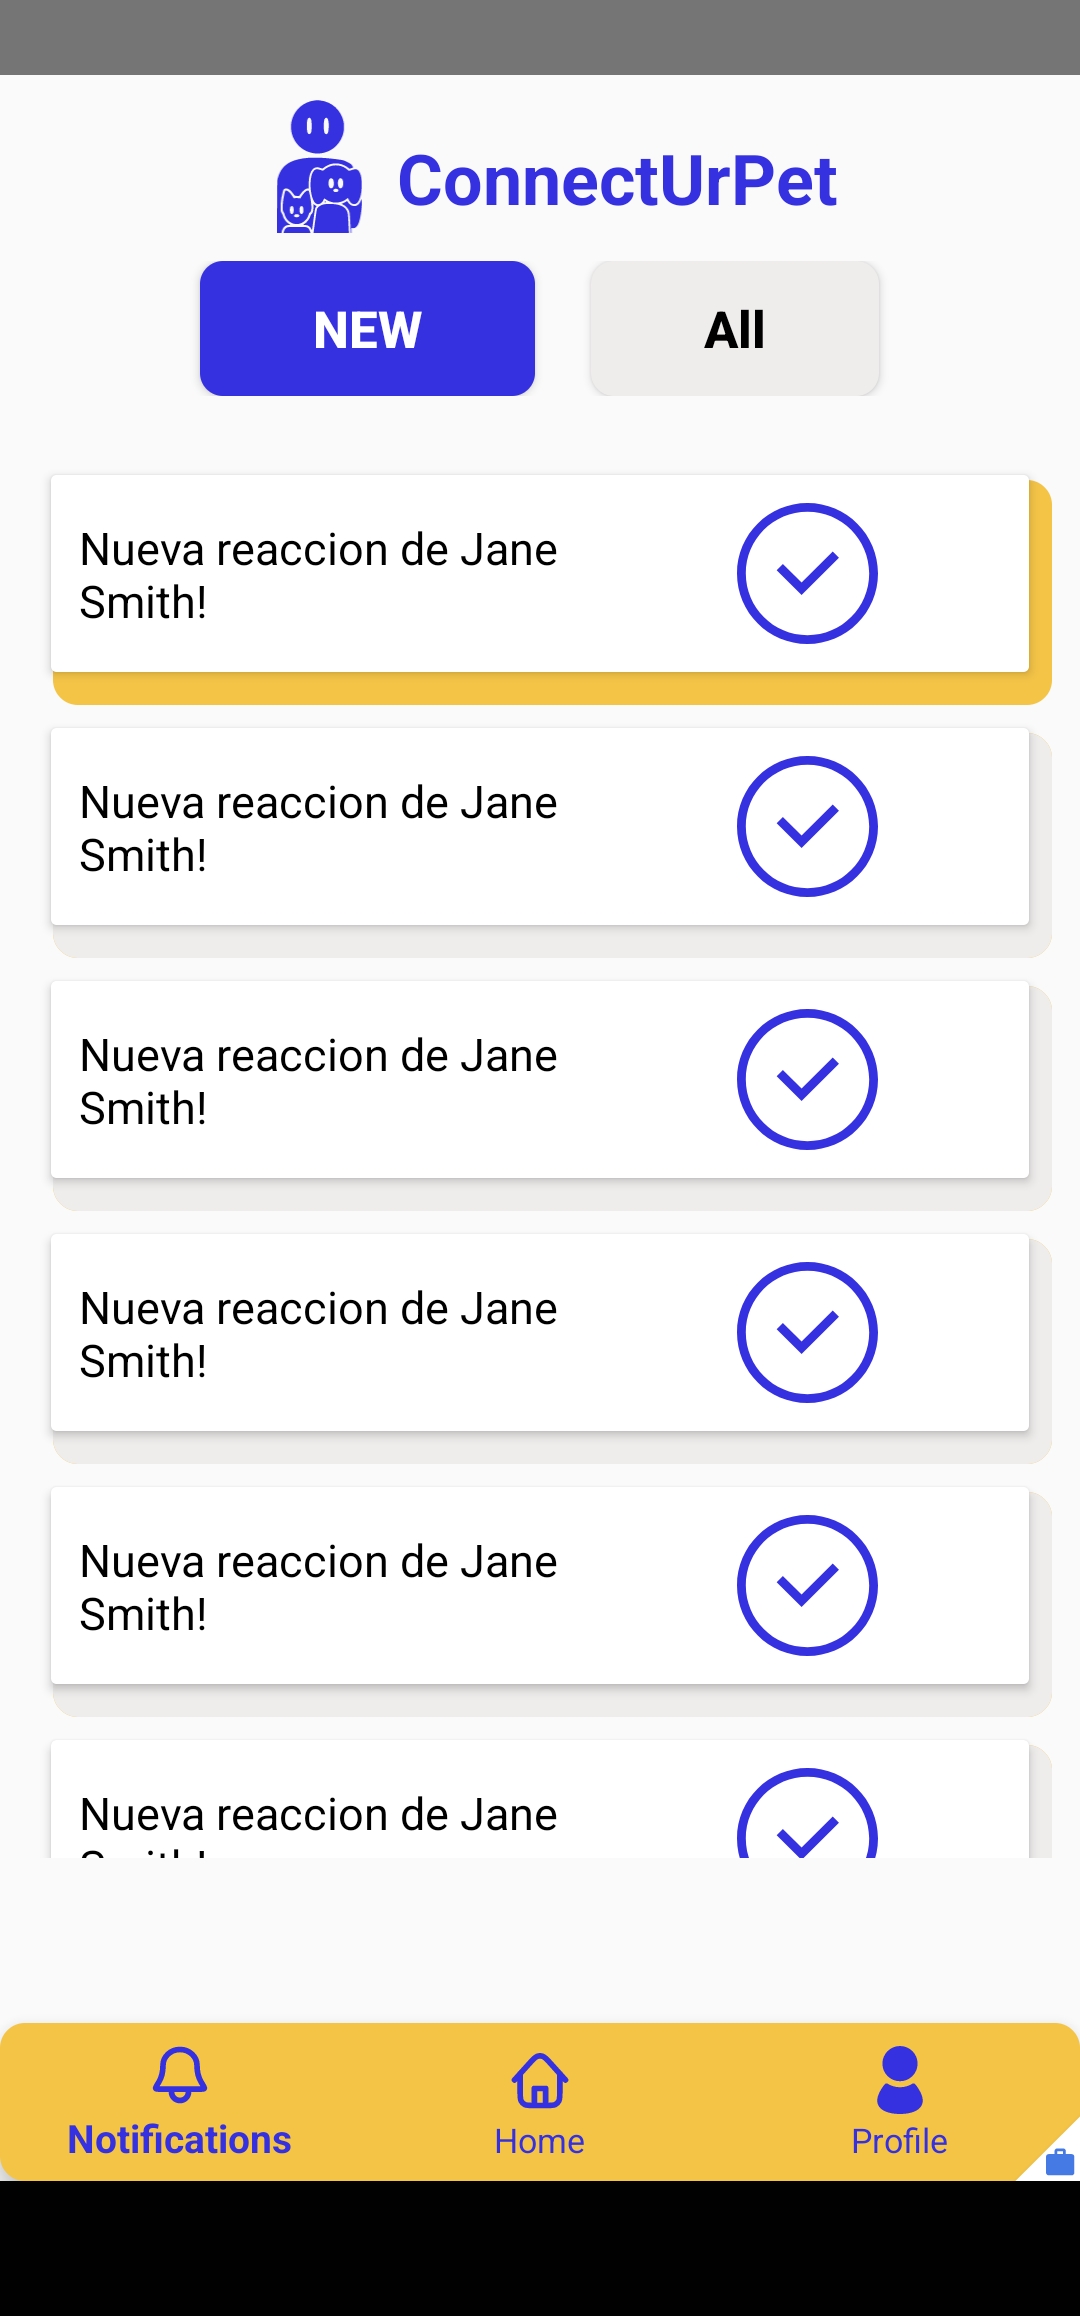 ConnectUrPet
NEW
All
Nueva reaccion de Jane
Smith!
Nueva reaccion de Jane
Smith!
Nueva reaccion de Jane
Smith!
Nueva reaccion de Jane
Smith!
Nueva reaccion de Jane
Smith!
Nueva reaccion de Jane
Notifications
Home
Profile